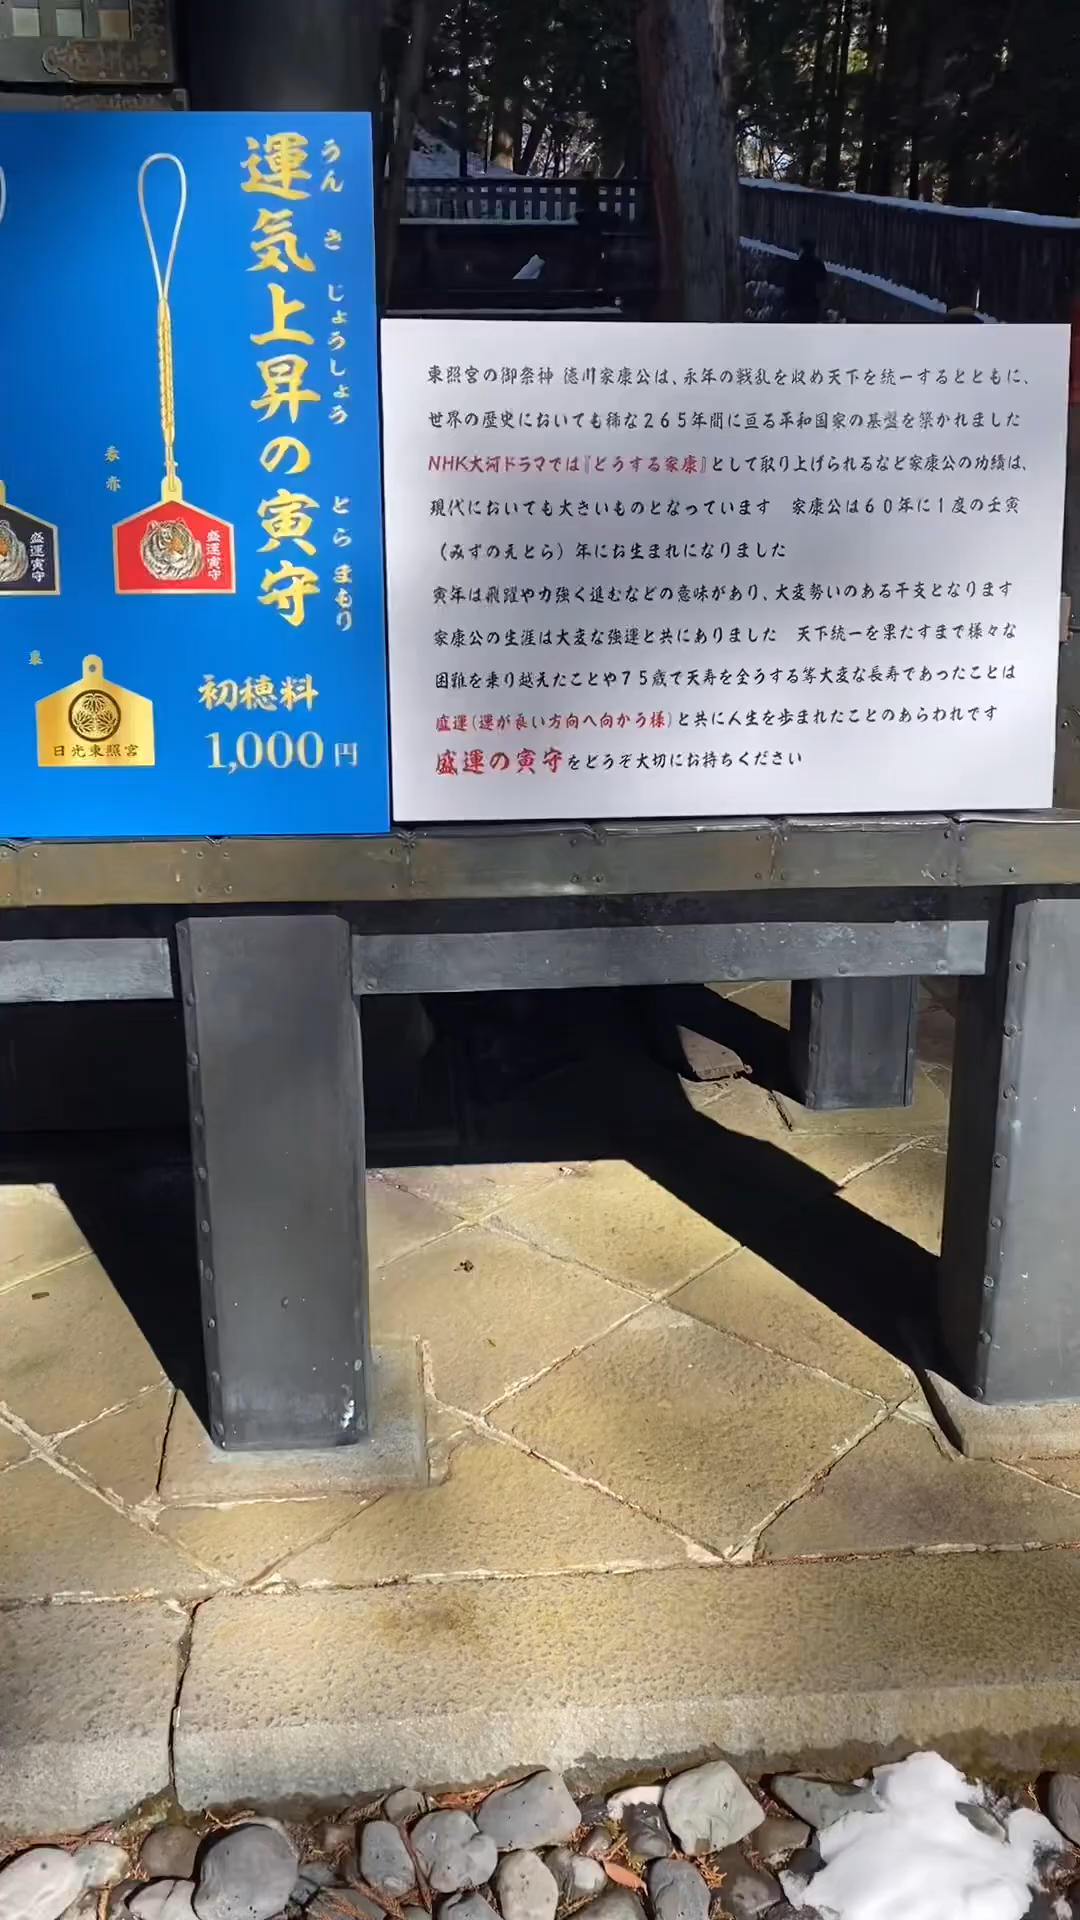 運気上昇の寅守
うんきじょうしょう とらまもり
表
赤
盛運寅守
盛運寅守
裏
日光東照宮
初穂料
1,000円
東照宮の御祭神 徳川家康公は、永年の戦乱を収め天下を統一するとともに、
世界の歴史においても稀な２６５年間に亘る平和国家の基盤を築かれました
NHK大河ドラマでは『どうする家康』として取り上げられるなど家康公の功績は、
現代においても大きいものとなっています　家康公は６０年に１度の壬寅
（みずのえとら）年にお生まれになりました
寅年は飛躍や力強く進むなどの意味があり、大変勢いのある干支となります
家康公の生涯は大変な強運と共にありました　天下統一を果たすまで様々な
困難を乗り越えたことや７５歳で天寿を全うする等大変な長寿であったことは
盛運(運が良い方向へ向かう様)と共に人生を歩まれたことのあらわれです
盛運の寅守をどうぞ大切にお持ちください